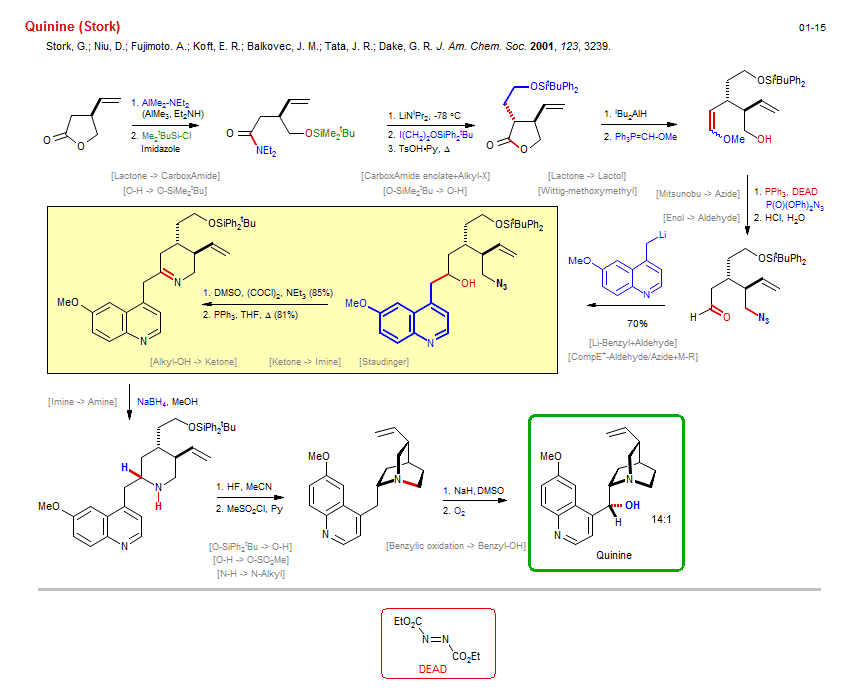 Quinine (Stork)
01-15
Stork, G.; Niu, D.; Fujimoto. A.; Koft, E. R.; Balkovec, J. M.; Tata, J. R.; Dake, G. R. J. Am. Chem. Soc. 2001, 123, 3239.
O
O
1. AlMe2-NEt2
(AlMe3, Et2NH)
2. Me2tBuSi-Cl
Imidazole
[Lactone -> CarboxAmide]
[O-H -> O-SiMe2tBu]
O
NEt2
OSiMe2tBu
1. LiNiPr2, -78 °C
2. I(CH2)2OSiPh2tBu
3. TsOH•Py, Δ
[CarboxAmide enolate+Alkyl-X]
[O-SiMe2tBu -> O-H]
OSitBuPh2
O
O
1. iBu2AlH
2. Ph3P=CH-OMe
[Lactone -> Lactol]
[Wittig-methoxymethyl]
OSitBuPh2
OMe
OH
[Mitsunobu -> Azide]
[Enol -> Aldehyde]
1. PPh3, DEAD
P(O)(OPh)2N3
2. HCl, H2O
OSitBuPh2
H
O
N3
Li
MeO
N
70%
[Li-Benzyl+Aldehyde]
[CompE+-Aldehyde/Azide+M-R]
OSitBuPh2
OH
N3
MeO
N
1. DMSO, (COCl)2, NEt3 (85%)
2. PPh3, THF, Δ (81%)
[Alkyl-OH -> Ketone]
[Ketone -> Imine]
[Staudinger]
OSiPh2tBu
N
MeO
N
[Imine -> Amine]
NaBH4, MeOH
OSiPh2tBu
H
N
H
MeO
N
1. HF, MeCN
2. MeSO2Cl, Py
[O-SiPh2tBu -> O-H]
[O-H -> O-SO2Me]
[N-H -> N-Alkyl]
MeO
N
N
1. NaH, DMSO
2. O2
[Benzylic oxidation -> Benzyl-OH]
MeO
N
OH
H
N
14:1
Quinine
EtO2C
N=N
CO2Et
DEAD